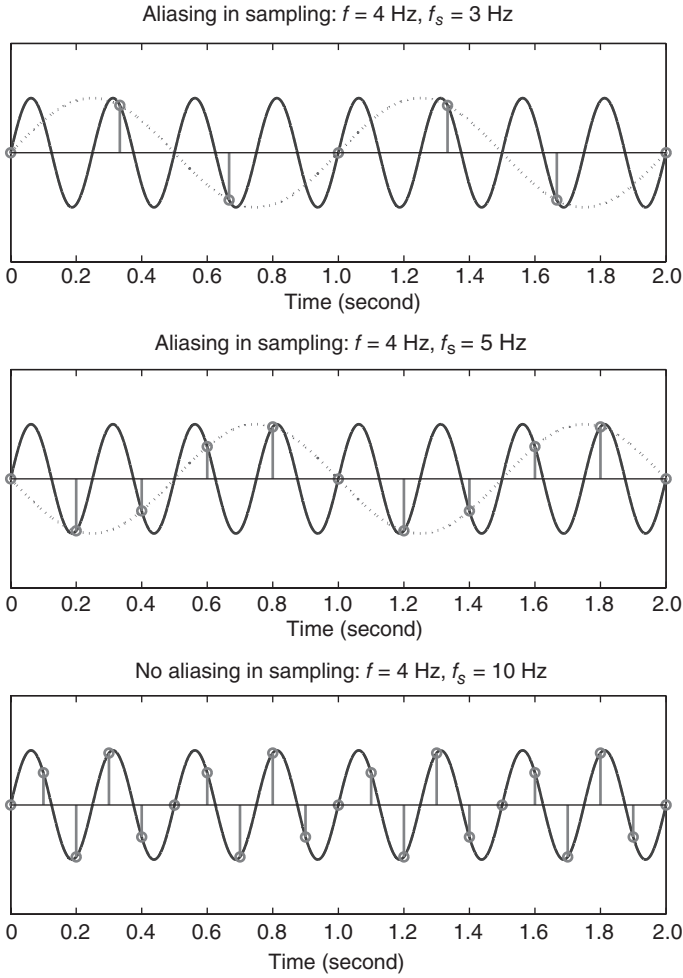 Aliasing in sampling: f = 4 Hz, fs = 3 Hz
0 0.2 0.4 0.6 0.8 1.0 1.2 1.4 1.6 1.8 2.0
Time (second)
Aliasing in sampling: f = 4 Hz, fs = 5 Hz
0 0.2 0.4 0.6 0.8 1.0 1.2 1.4 1.6 1.8 2.0
Time (second)
No aliasing in sampling: f = 4 Hz, fs = 10 Hz
0 0.2 0.4 0.6 0.8 1.0 1.2 1.4 1.6 1.8 2.0
Time (second)